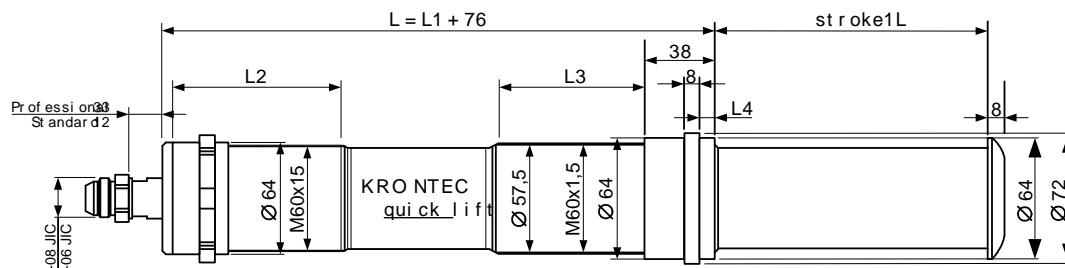 L = L1 + 76
stroke1L
38
L2
L3
8
L4
8
Professional 33
Standard 12
Ø 64
M60x15
KRONTEC
quick lift
Ø 57,5
M60x1,5
Ø 64
Ø 64
Ø 72
-08 JIC
-06 JIC